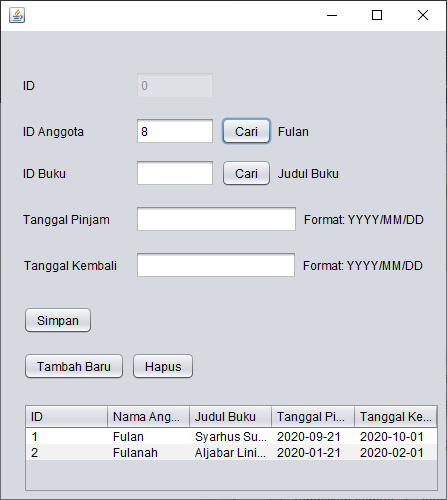 ID 0
ID Anggota 8 Cari Fulan
ID Buku Cari Judul Buku
Tanggal Pinjam Format: YYYY/MM/DD
Tanggal Kembali Format: YYYY/MM/DD
Simpan
Tambah Baru Hapus
ID Nama Ang... Judul Buku Tanggal Pi... Tanggal Ke...
1 Fulan Syarhus Su... 2020-09-21 2020-10-01
2 Fulanah Aljabar Lini... 2020-01-21 2020-02-01